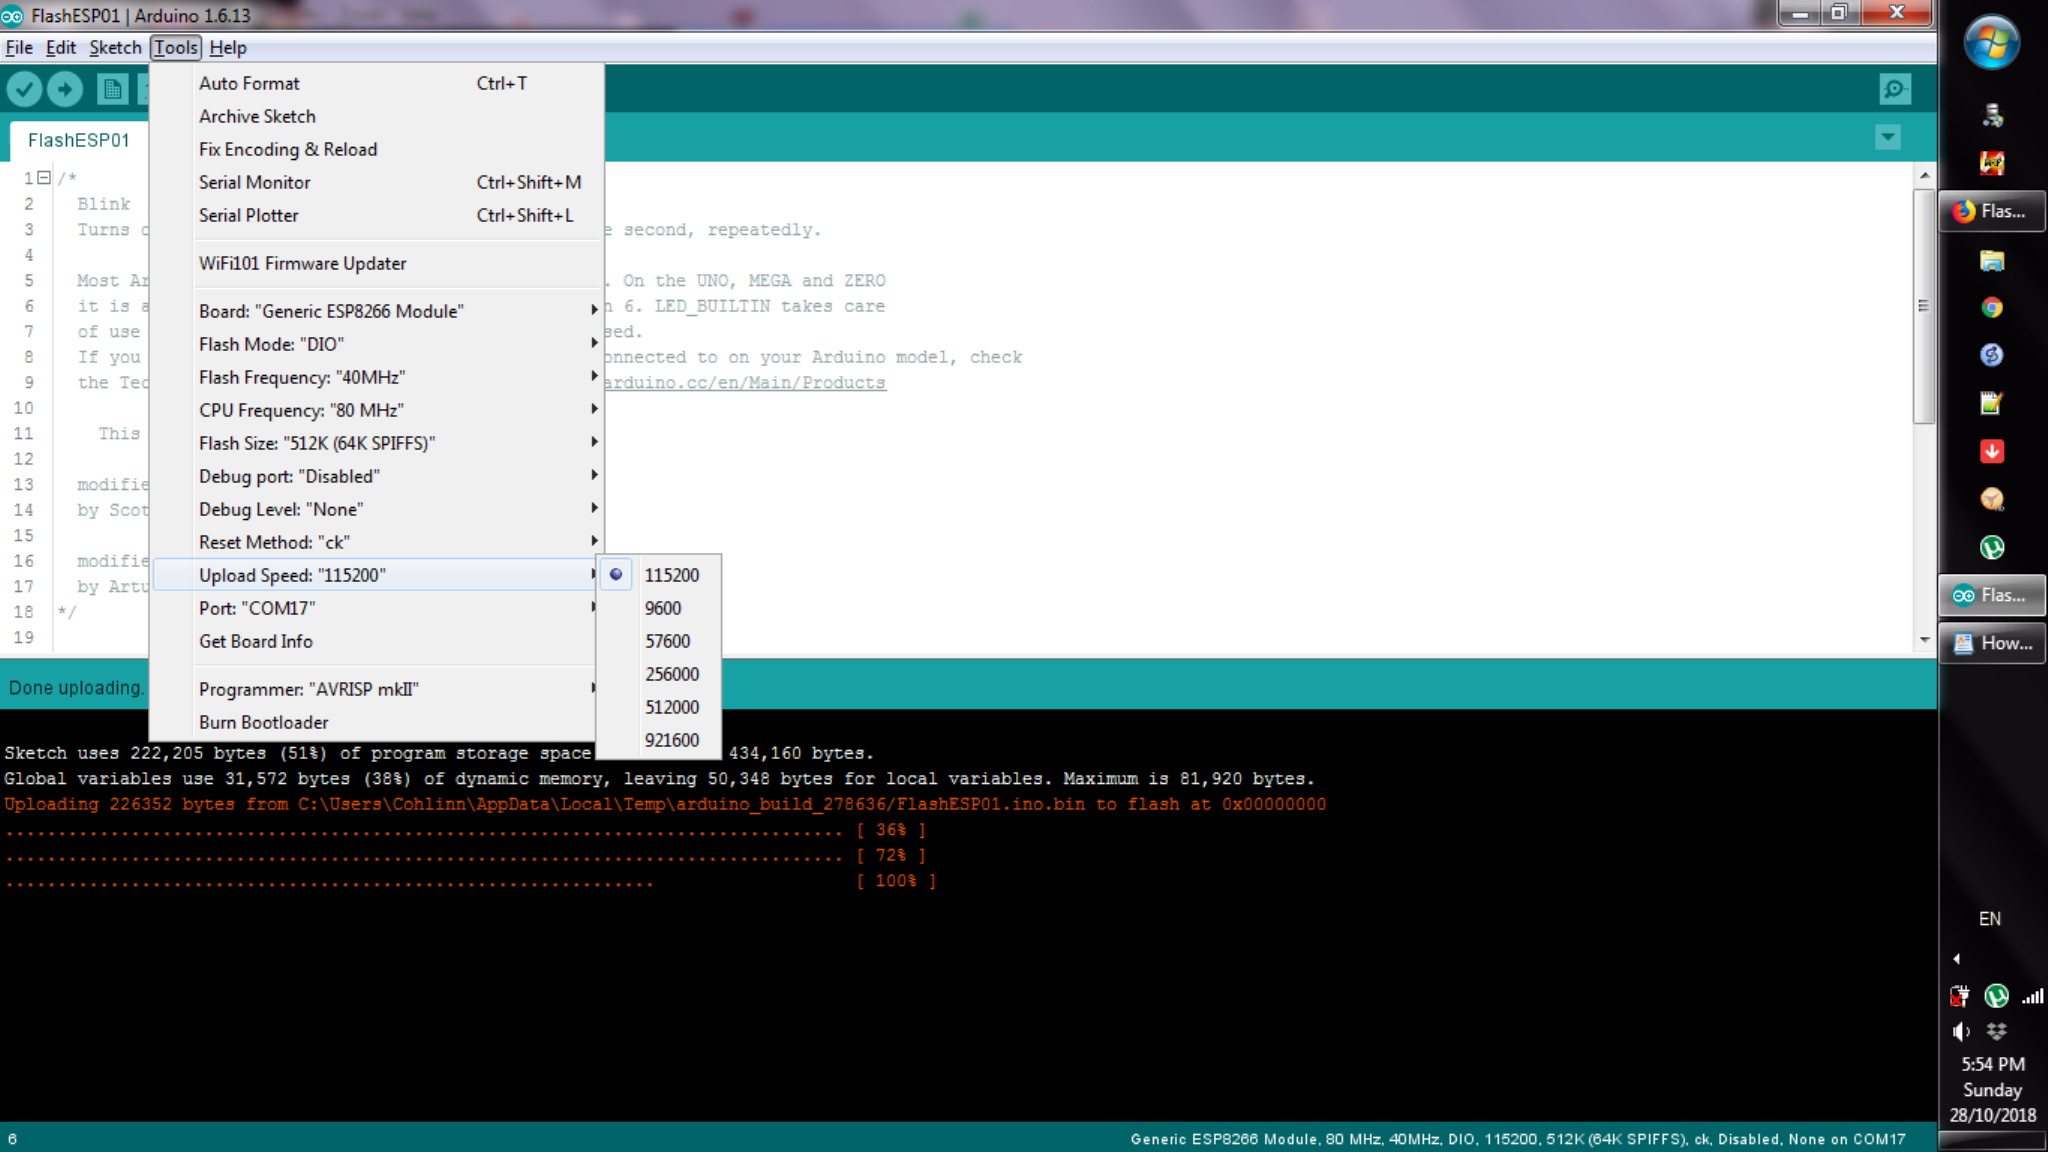 FlashESP01 | Arduino 1.6.13
File Edit Sketch Tools Help
Auto Format Ctrl+T
Archive Sketch
Fix Encoding & Reload
Serial Monitor Ctrl+Shift+M
Serial Plotter Ctrl+Shift+L
WiFi101 Firmware Updater
Board: "Generic ESP8266 Module"
Flash Mode: "DIO"
Flash Frequency: "40MHz"
CPU Frequency: "80 MHz"
Flash Size: "512K (64K SPIFFS)"
Debug port: "Disabled"
Debug Level: "None"
Reset Method: "ck"
Upload Speed: "115200"
Port: "COM17"
Get Board Info
Programmer: "AVRISP mkII"
Burn Bootloader
115200
9600
57600
256000
512000
921600
FlashESP01
1 /*
2 Blink
3 Turns e second, repeatedly.
4
5 Most Ar . On the UNO, MEGA and ZERO
6 it is 6. LED_BUILTIN takes care
7 of use sed.
8 If you onnected to on your Arduino model, check
9 the Tec arduino.cc/en/Main/Products
10
11 This
12
13 modifie
14 by Scot
15
16 modifie
17 by Artu
18 */
19
Done uploading.
Sketch uses 222,205 bytes (51%) of program storage space 434,160 bytes.
Global variables use 31,572 bytes (38%) of dynamic memory, leaving 50,348 bytes for local variables. Maximum is 81,920 bytes.
Uploading 226352 bytes from C:\Users\Cohlinn\AppData\Local\Temp\arduino_build_278636/FlashESP01.ino.bin to flash at 0x00000000
................................................................................ [ 36% ]
................................................................................ [ 72% ]
.............................................................. [ 100% ]
6
Generic ESP8266 Module, 80 MHz, 40MHz, DIO, 115200, 512K (64K SPIFFS), ck, Disabled, None on COM17
Flas...
Flas...
How...
EN
5:54 PM
Sunday
28/10/2018